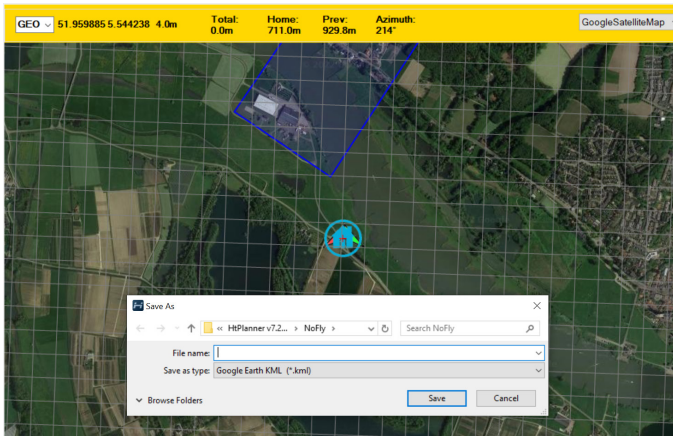 Total: Home: Prev: Azimuth:
GEO 51.959885 5.544238 4.0m 0.0m 711.0m 929.8m 214° GoogleSatelliteMap
Save As
« HtPlanner v7.2... › NoFly › Search NoFly
File name:
Save as type: Google Earth KML (*.kml)
Browse Folders Save Cancel